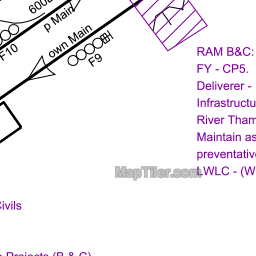 600
p Main
F10
own Main
F9
RAM B&C:
FY - CP5.
Deliverer -
Infrastructu
River Tham
Maintain as
preventative
LWLC - (W
MapTiler.com
Civils
Projects (B & C)